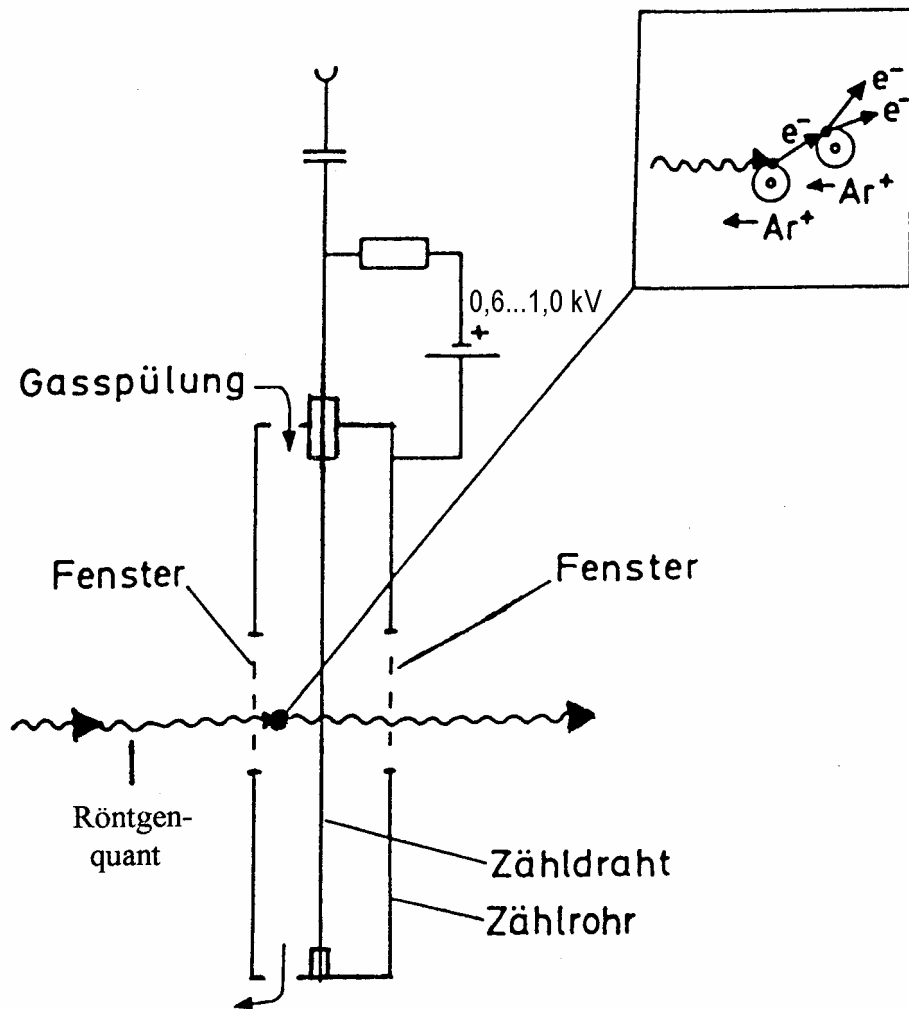 e⁻
e⁻
e⁻
Ar⁺
Ar⁺
0,6...1,0 kV
+
Gasspülung
Fenster
Fenster
Röntgen-
quant
Zähldraht
Zählrohr